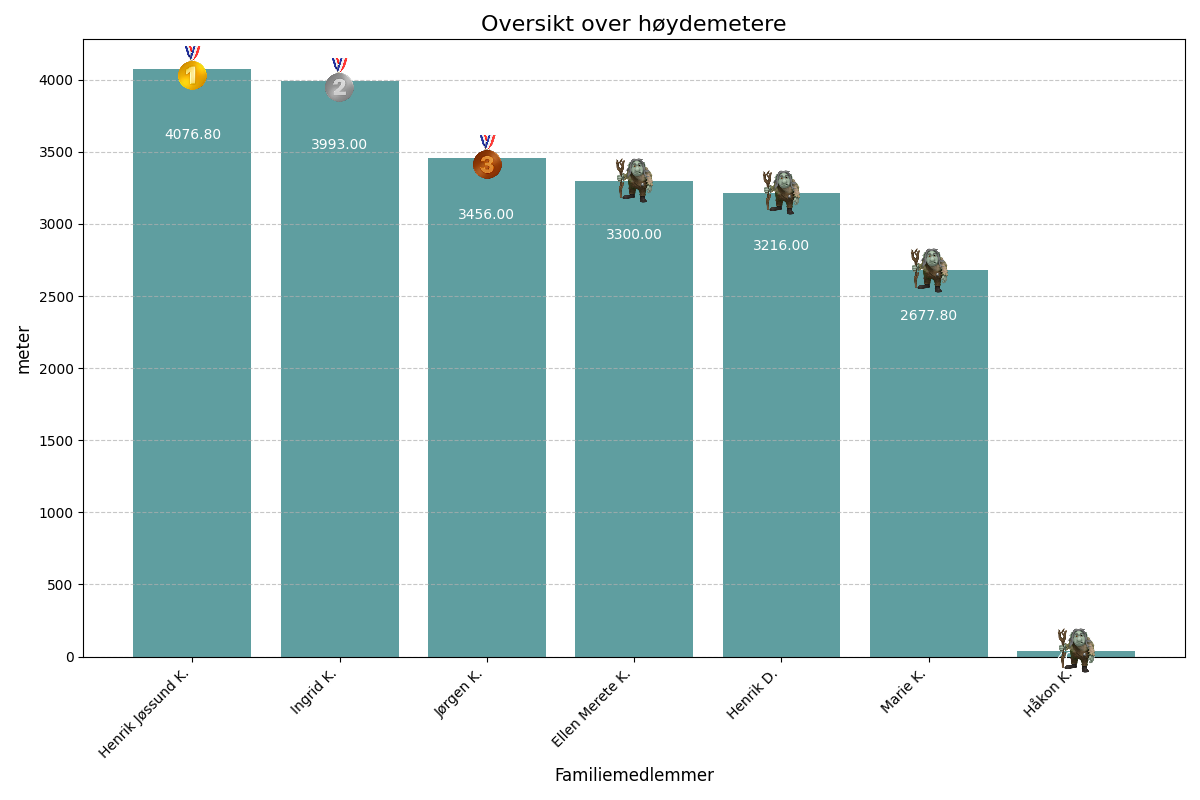 Oversikt over høydemetere
meter
4000
3500
3000
2500
2000
1500
1000
500
0
1
2
3
4076.80
3993.00
3456.00
3300.00
3216.00
2677.80
Henrik Jøssund K.
Ingrid K.
Jørgen K.
Ellen Merete K.
Henrik D.
Marie K.
Håkon K.
Familiemedlemmer